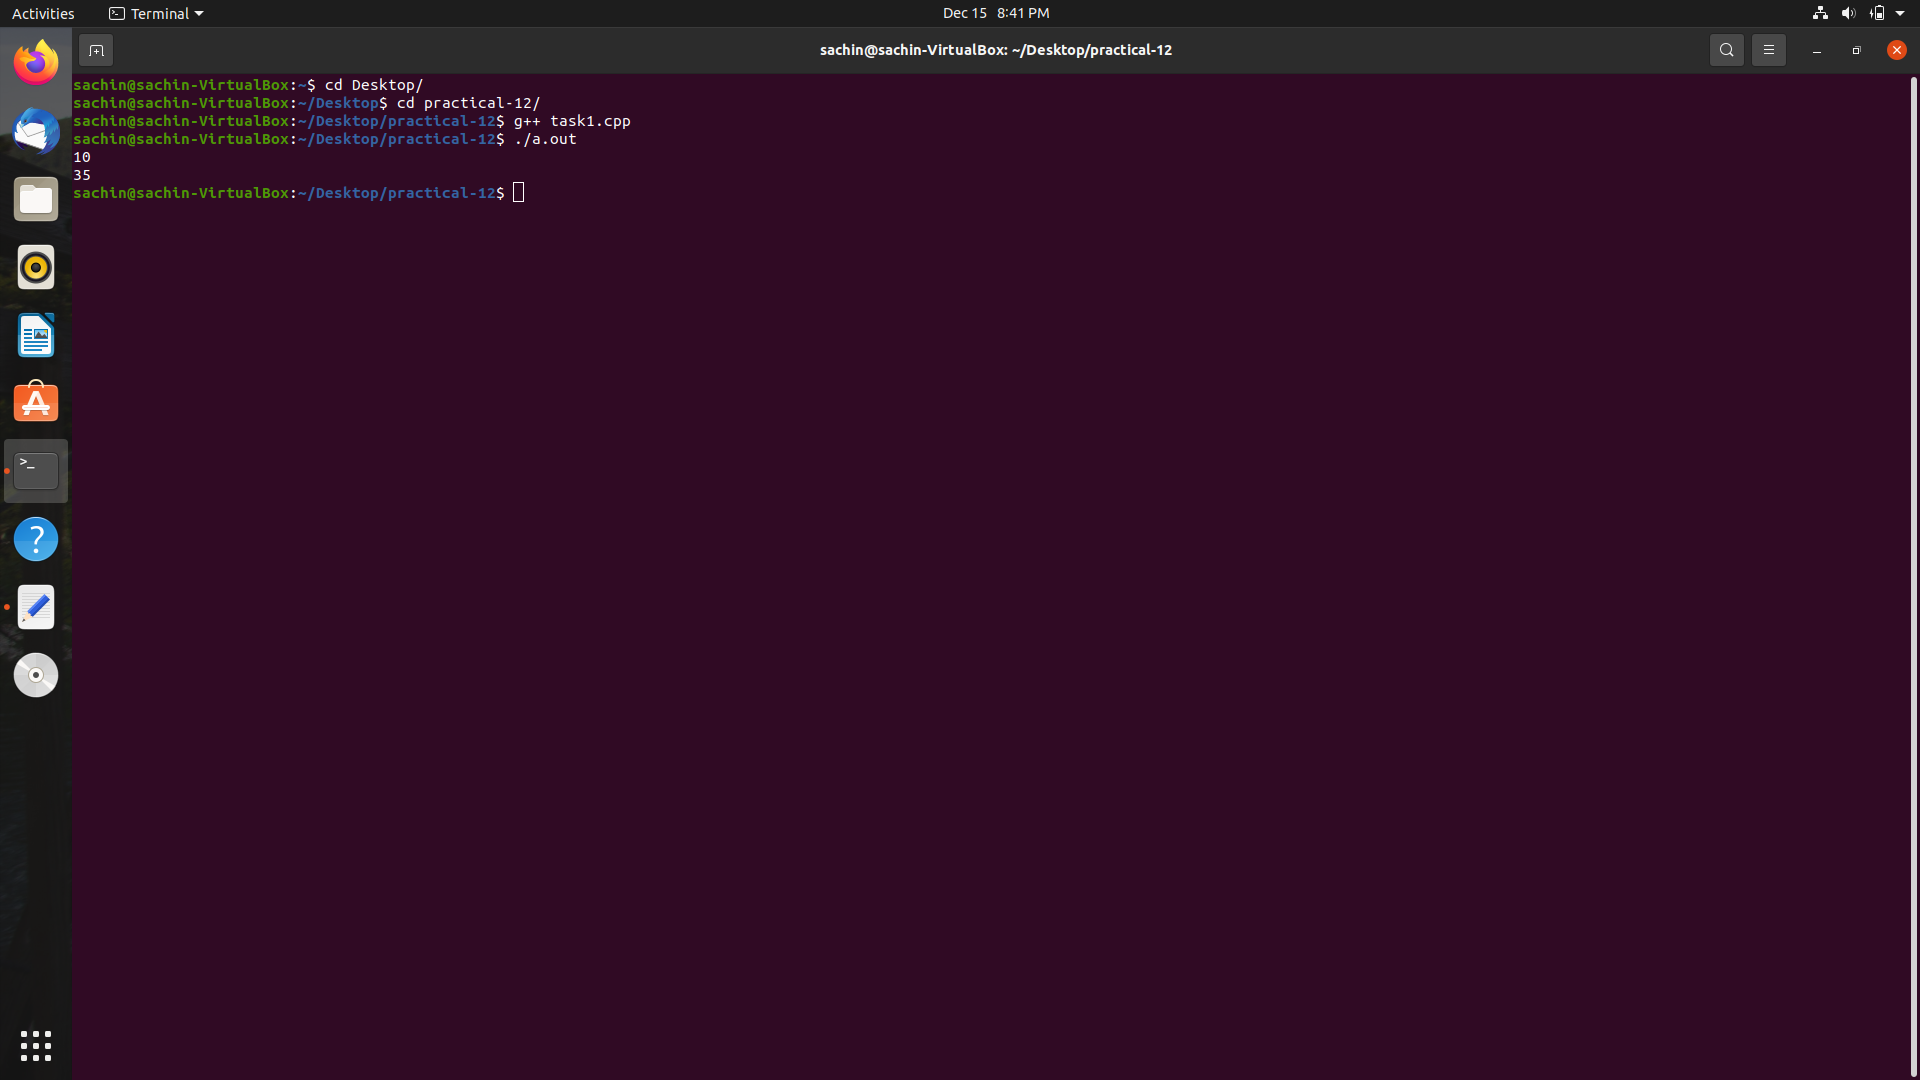 Activities
Terminal
Dec 15 8:41 PM
sachin@sachin-VirtualBox: ~/Desktop/practical-12
sachin@sachin-VirtualBox:~$ cd Desktop/
sachin@sachin-VirtualBox:~/Desktop$ cd practical-12/
sachin@sachin-VirtualBox:~/Desktop/practical-12$ g++ task1.cpp
sachin@sachin-VirtualBox:~/Desktop/practical-12$ ./a.out
10
35
sachin@sachin-VirtualBox:~/Desktop/practical-12$